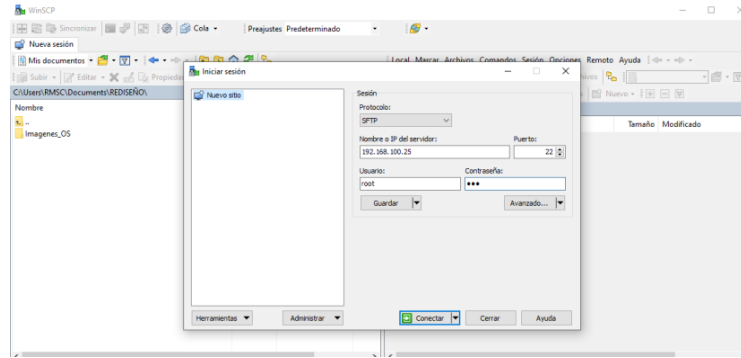 WinSCP
Sincronizar Cola Preajustes Predeterminado
Nueva sesión
Mis documentos
Local Marcar Archivos Comandos Sesión Opciones Remoto Ayuda
Subir Editar Propiedades
Nuevo
C:\Users\RMSC\Documents\REDISEÑO\
Nombre
..
Imagenes_OS
Tamaño Modificado
Iniciar sesión
Nuevo sitio
Sesión
Protocolo:
SFTP
Nombre o IP del servidor: Puerto:
192.168.100.25 22
Usuario: Contraseña:
root •••
Guardar Avanzado...
Herramientas Administrar Conectar Cerrar Ayuda